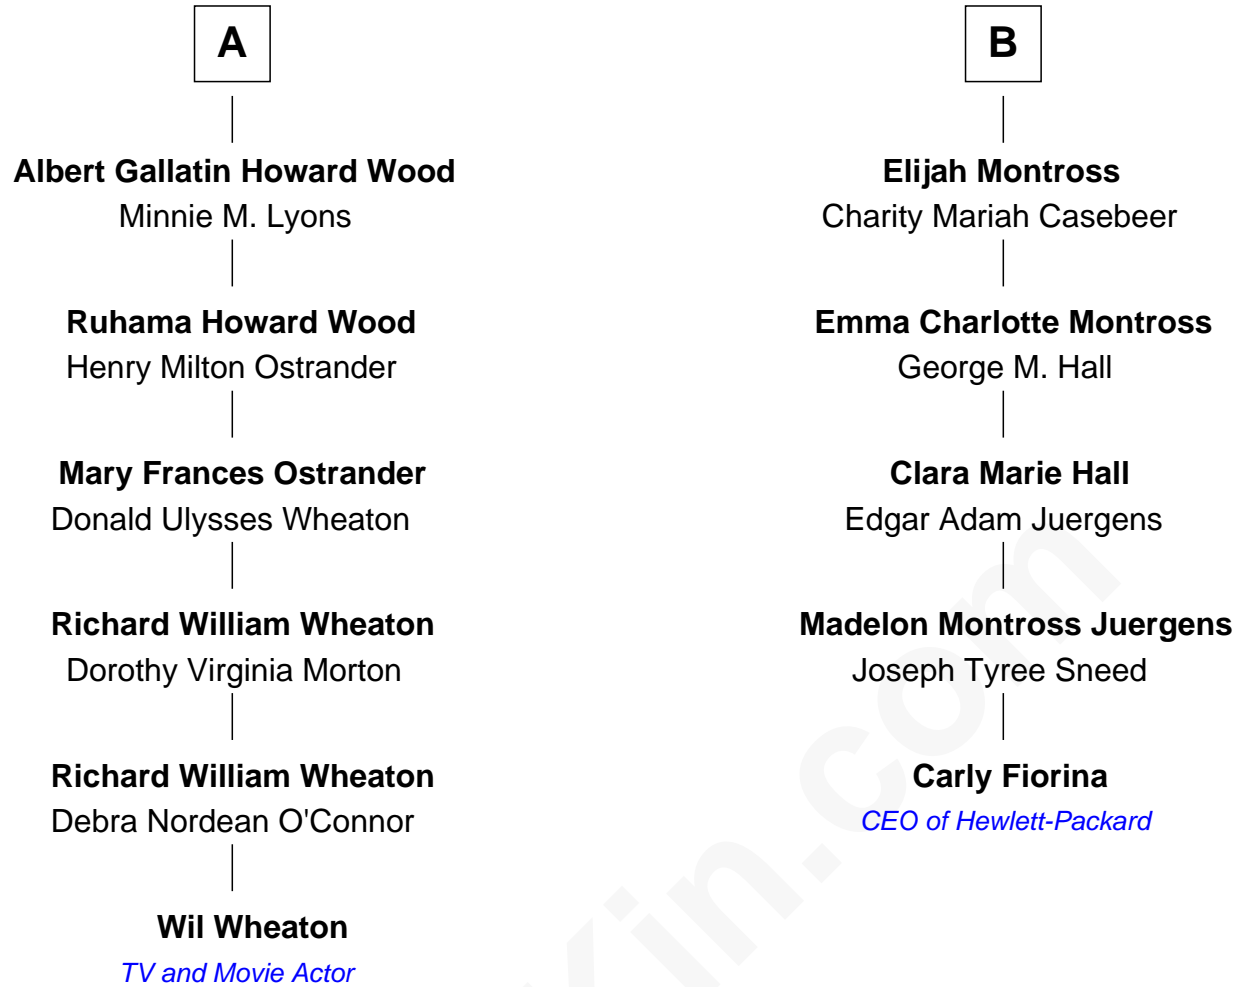 A
Albert Gallatin Howard Wood
Minnie M. Lyons
Ruhama Howard Wood
Henry Milton Ostrander
Mary Frances Ostrander
Donald Ulysses Wheaton
Richard William Wheaton
Dorothy Virginia Morton
Richard William Wheaton
Debra Nordean O'Connor
Wil Wheaton
TV and Movie Actor
B
Elijah Montross
Charity Mariah Casebeer
Emma Charlotte Montross
George M. Hall
Clara Marie Hall
Edgar Adam Juergens
Madelon Montross Juergens
Joseph Tyree Sneed
Carly Fiorina
CEO of Hewlett-Packard
Kin.com